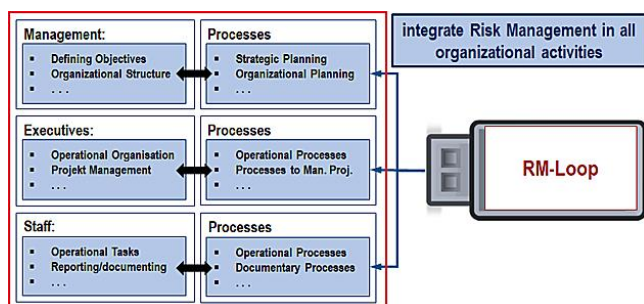 Management:
▪ Defining Objectives
▪ Organizational Structure
▪ . . .
Processes
▪ Strategic Planning
▪ Organizational Planning
▪ . . .
integrate Risk Management in all
organizational activities
Executives:
▪ Operational Organisation
▪ Projekt Management
▪ . . .
Processes
▪ Operational Processes
▪ Processes to Man. Proj.
▪ . . .
RM-Loop
Staff:
▪ Operational Tasks
▪ Reporting/documenting
▪ . . .
Processes
▪ Operational Processes
▪ Documentary Processes
▪ . . .